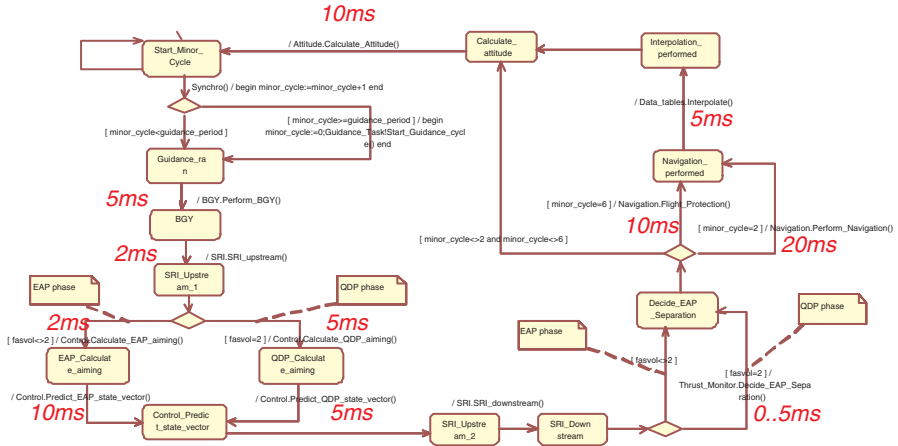 10ms
/ Attitude.Calculate_Attitude()
Start_Minor_
Cycle
Calculate_
attitude
Interpolation_
performed
Synchro() / begin minor_cycle:=minor_cycle+1 end
/ Data_tables.Interpolate()
5ms
[ minor_cycle>=guidance_period ] / begin
minor_cycle:=0;Guidance_Task!Start_Guidance_cycl
e() end
[ minor_cycle<guidance_period ]
Guidance_ra
n
Navigation_
performed
5ms
/ BGY.Perform_BGY()
[ minor_cycle=6 ] / Navigation.Flight_Protection()
10ms
[ minor_cycle=2 ] / Navigation.Perform_Navigation()
20ms
[ minor_cycle<>2 and minor_cycle<>6 ]
BGY
2ms
/ SRI.SRI_upstream()
SRI_Upstre
am_1
EAP phase
QDP phase
2ms
5ms
[ fasvol<>2 ] / Control.Calculate_EAP_aiming()
[ fasvol=2 ] / Control.Calculate_QDP_aiming()
EAP_Calculat
e_aiming
QDP_Calculat
e_aiming
/ Control.Predict_EAP_state_vector()
10ms
/ Control.Predict_QDP_state_vector()
5ms
Control_Predic
t_state_vector
/ SRI.SRI_downstream()
SRI_Upstre
am_2
SRI_Down
stream
Decide_EAP
_Separation
EAP phase
QDP phase
[ fasvol<>2 ]
[ fasvol=2 ] /
Thrust_Monitor.Decide_EAP_Sepa
ration()
0..5ms